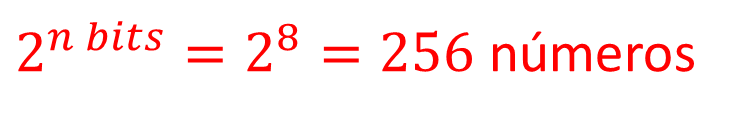 2^{n bits} = 2^8 = 256 números